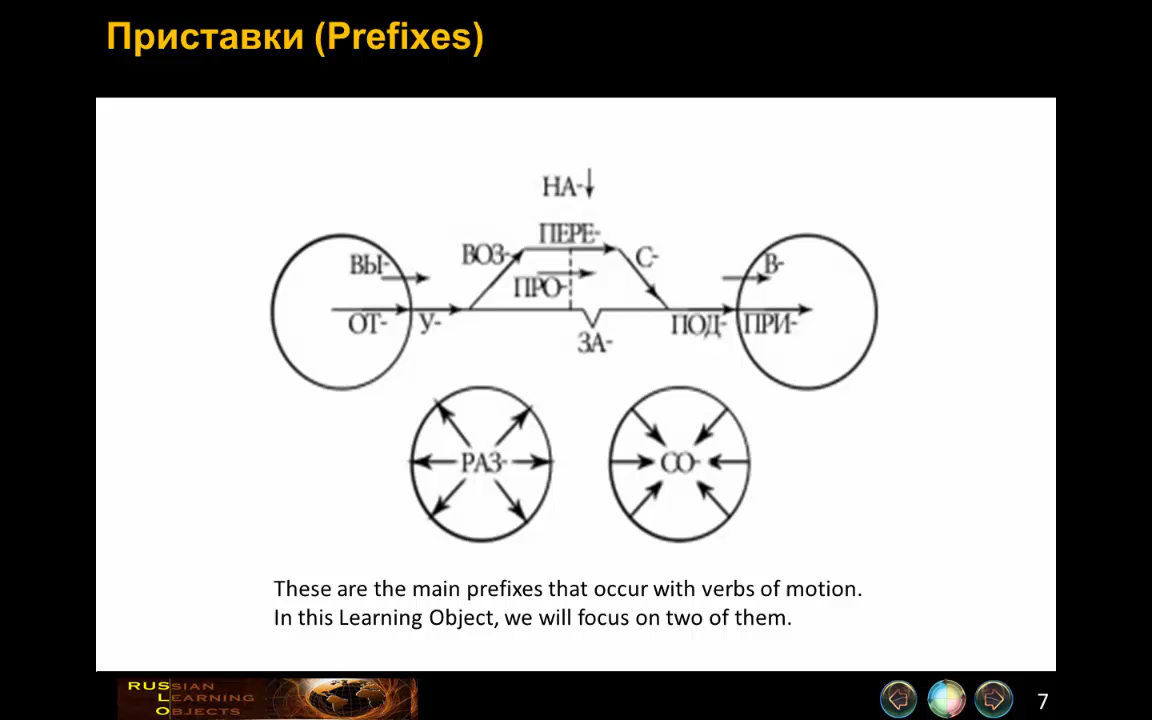 Приставки (Prefixes)
НА-
ПЕРЕ-
ВОЗ-
С-
ВЫ-
В-
ПРО-
ОТ-
У-
ПОД-
ПРИ-
ЗА-
РАЗ-
СО-
These are the main prefixes that occur with verbs of motion.
In this Learning Object, we will focus on two of them.
RUSSIAN
LEARNING
OBJECTS
7